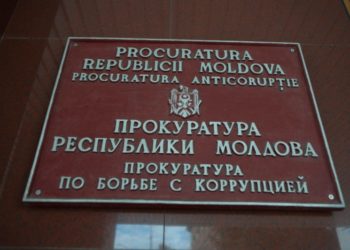 PROCURATURA
REPUBLICII MOLDOVA
PROCURATURA ANTICORUPȚIE
ПРОКУРАТУРА
РЕСПУБЛИКИ МОЛДОВА
ПРОКУРАТУРА
ПО БОРЬБЕ С КОРРУПЦИЕЙ